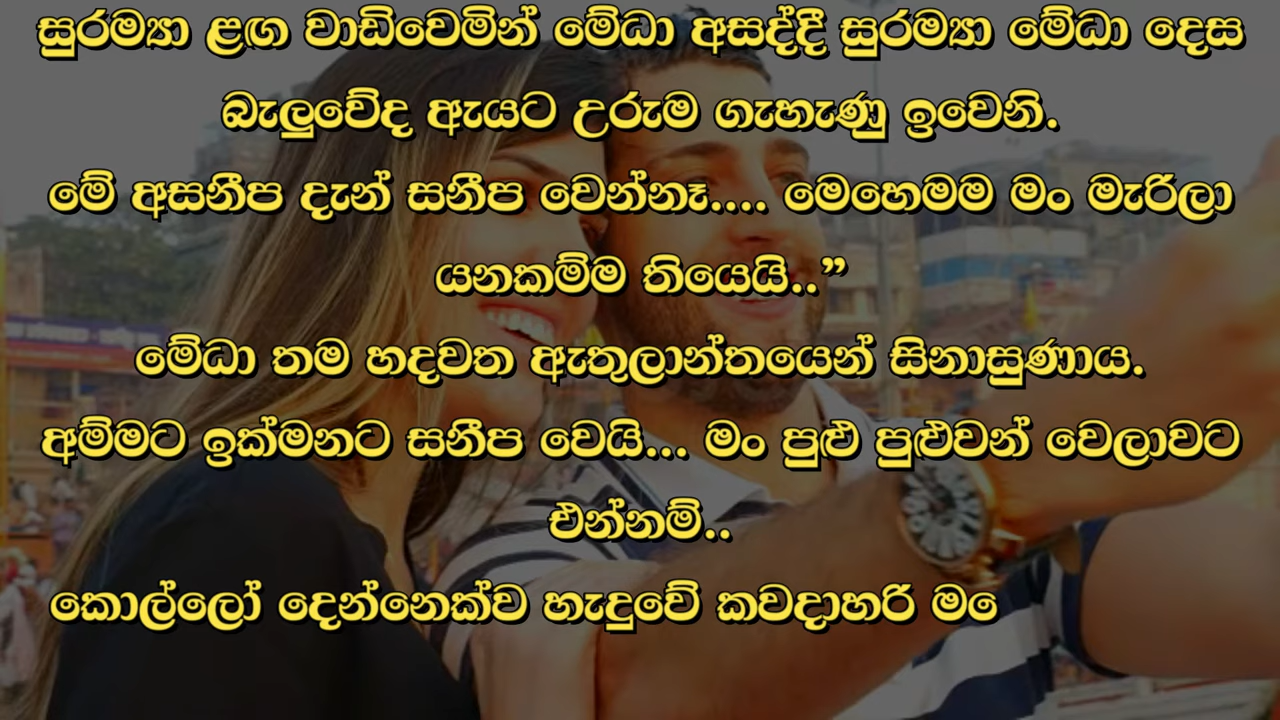 සුරම්‍යා ළඟ වාඩිවෙමින් මේධා අසද්දී සුරම්‍යා මේධා දෙස
බැලුවේද ඇයට උරුම ගැහැණු ඉවෙනි.
මේ අසනීප දැන් සනීප වෙන්නෑ.... මෙහෙමම මං මැරිලා
යනකම්ම තියෙයි..”
මේධා තම හදවත ඇතුලාන්තයෙන් සිනාසුණාය.
අම්මට ඉක්මනට සනීප වෙයි... මං පුළු පුළුවන් වෙලාවට
එන්නම්..
කොල්ලෝ දෙන්නෙක්ව හැදුවේ කවදාහරි මෙ